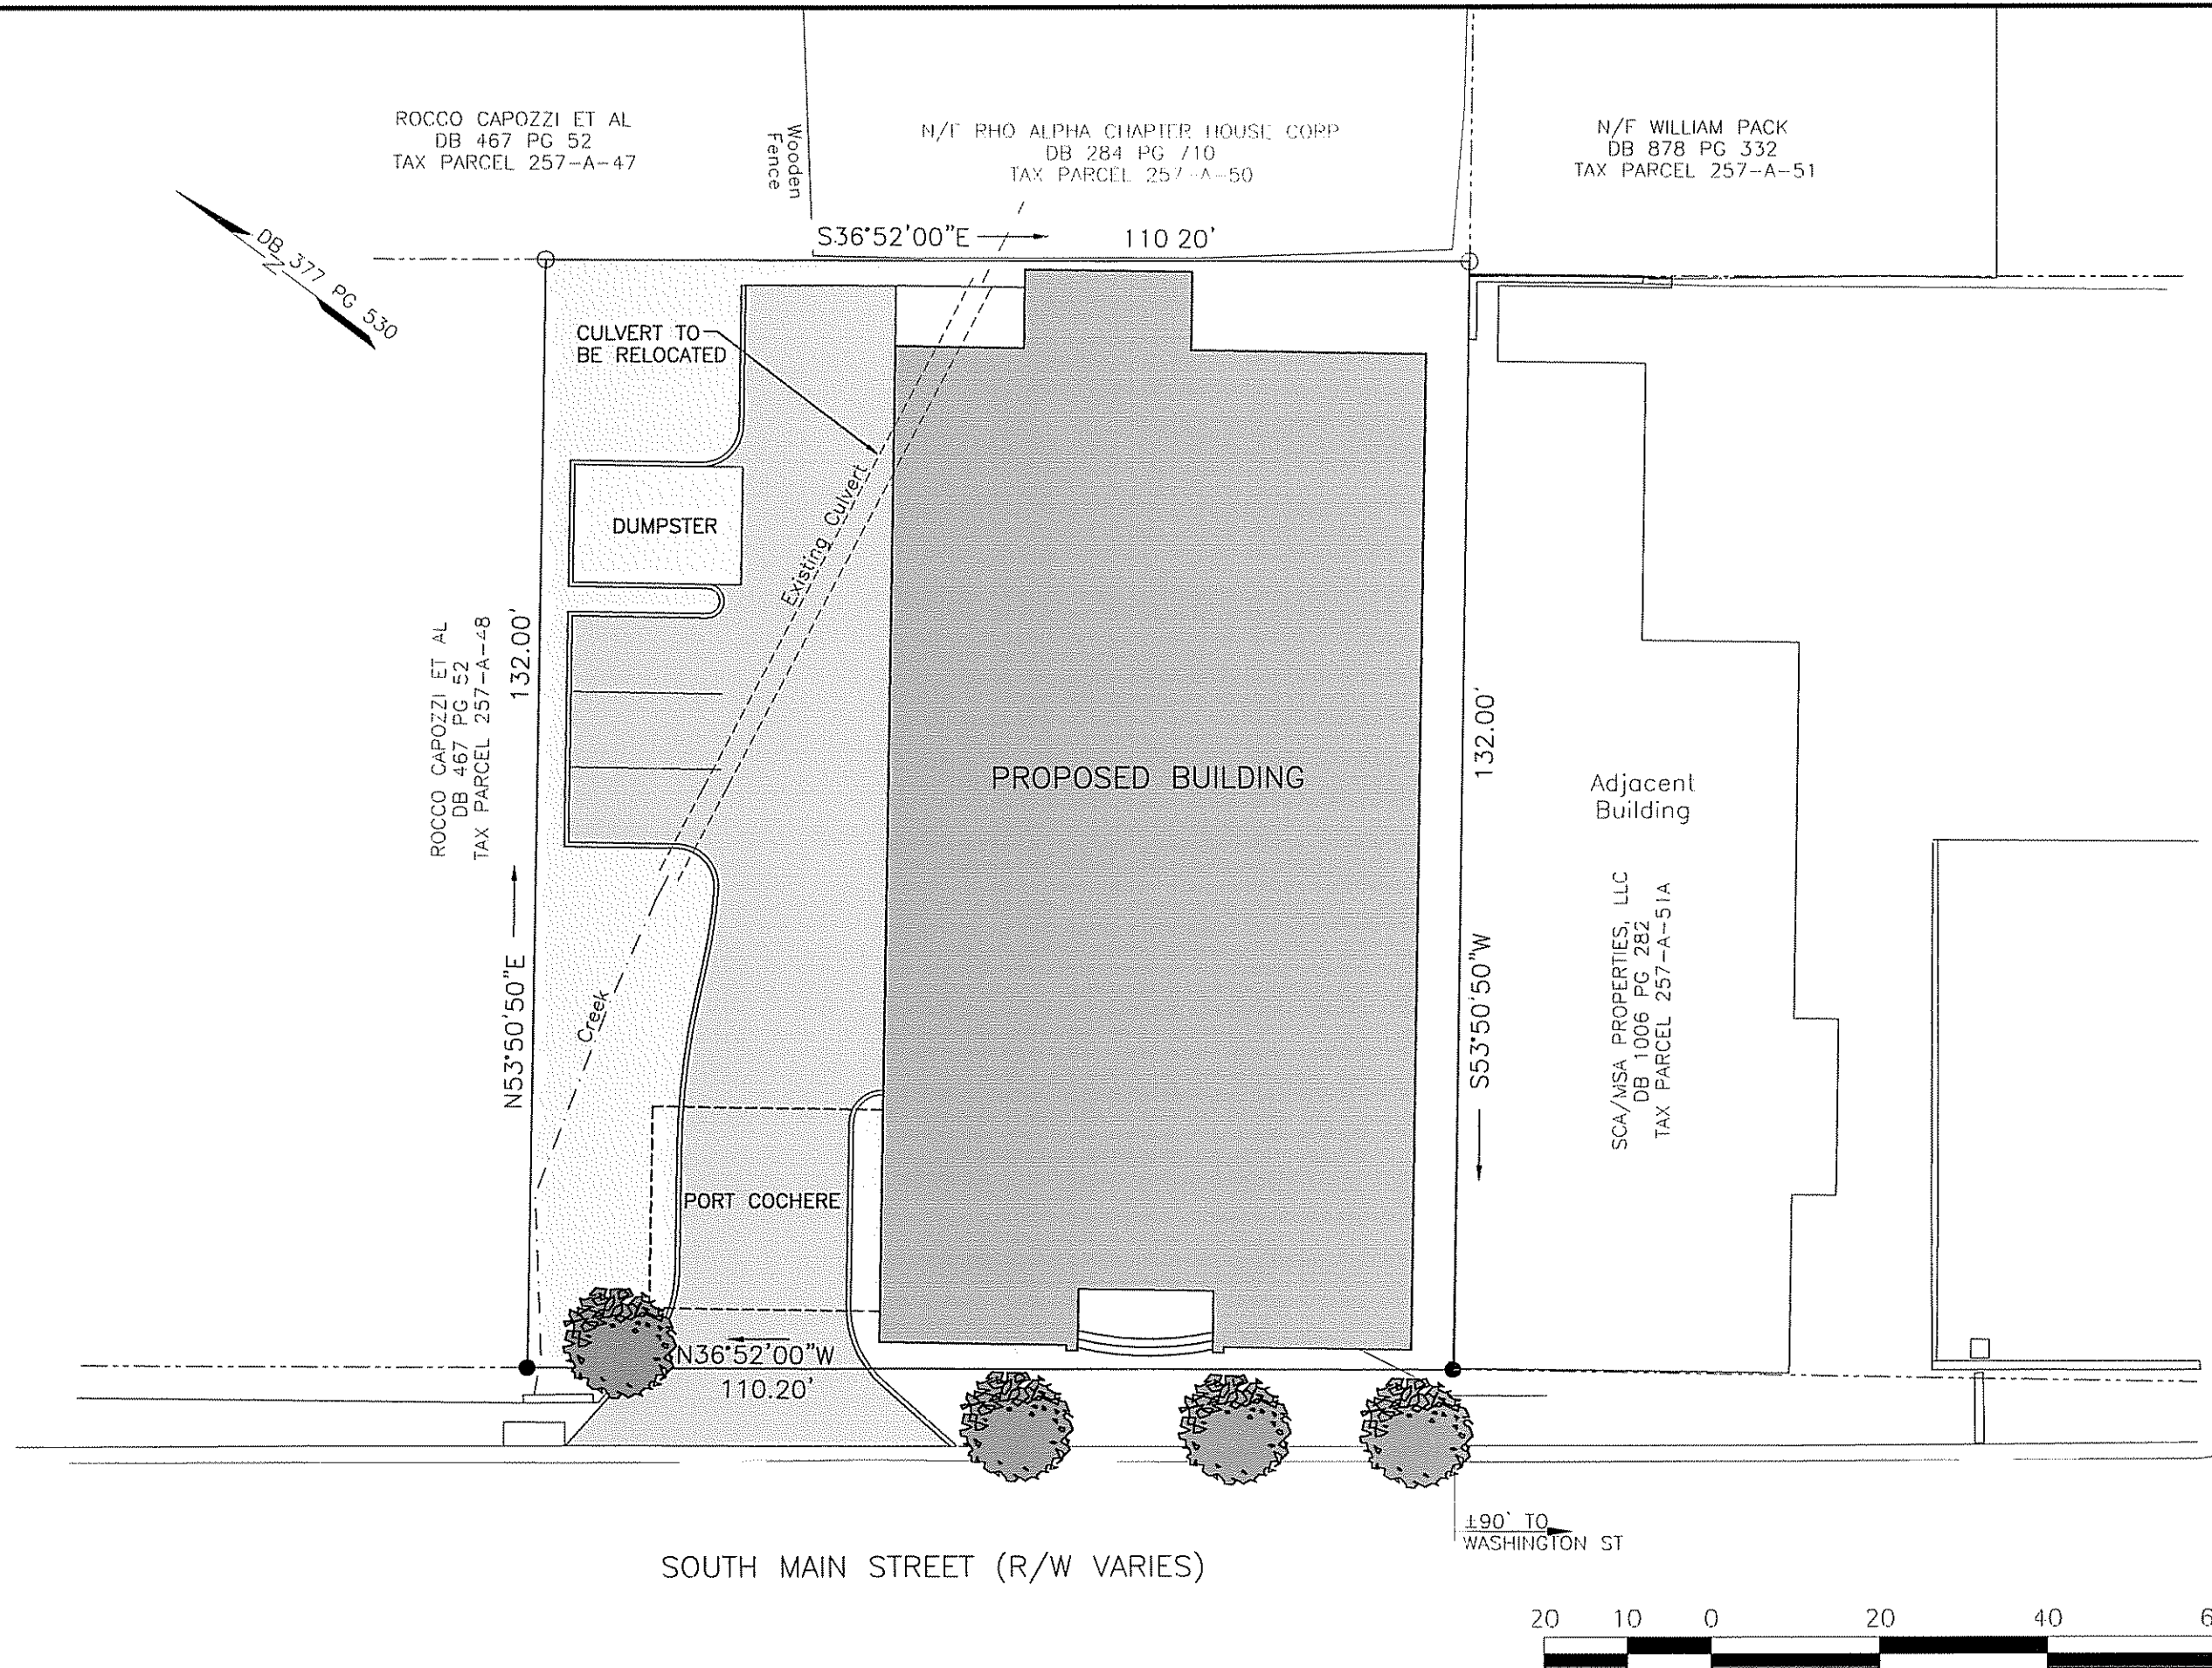 ROCCO CAPOZZI ET AL
DB 467 PG 52
TAX PARCEL 257-A-47
Wooden
Fence
N/F RHO ALPHA CHAPTER HOUSE CORP
DB 284 PG 710
TAX PARCEL 257-A-50
N/F WILLIAM PACK
DB 878 PG 332
TAX PARCEL 257-A-51
DB 377 PG 530
S36°52'00"E
110 20'
CULVERT TO
BE RELOCATED
DUMPSTER
Existing Culvert
ROCCO CAPOZZI ET AL
DB 467 PG 52
TAX PARCEL 257-A-48
132.00'
N53°50'50"E
Creek
PROPOSED BUILDING
132.00'
S53°50'50"W
Adjacent
Building
SCA/MSA PROPERTIES, LLC
DB 1006 PG 282
TAX PARCEL 257-A-51A
PORT COCHERE
N36°52'00"W
110.20'
±90' TO
WASHINGTON ST
SOUTH MAIN STREET (R/W VARIES)
20 10 0 20 40